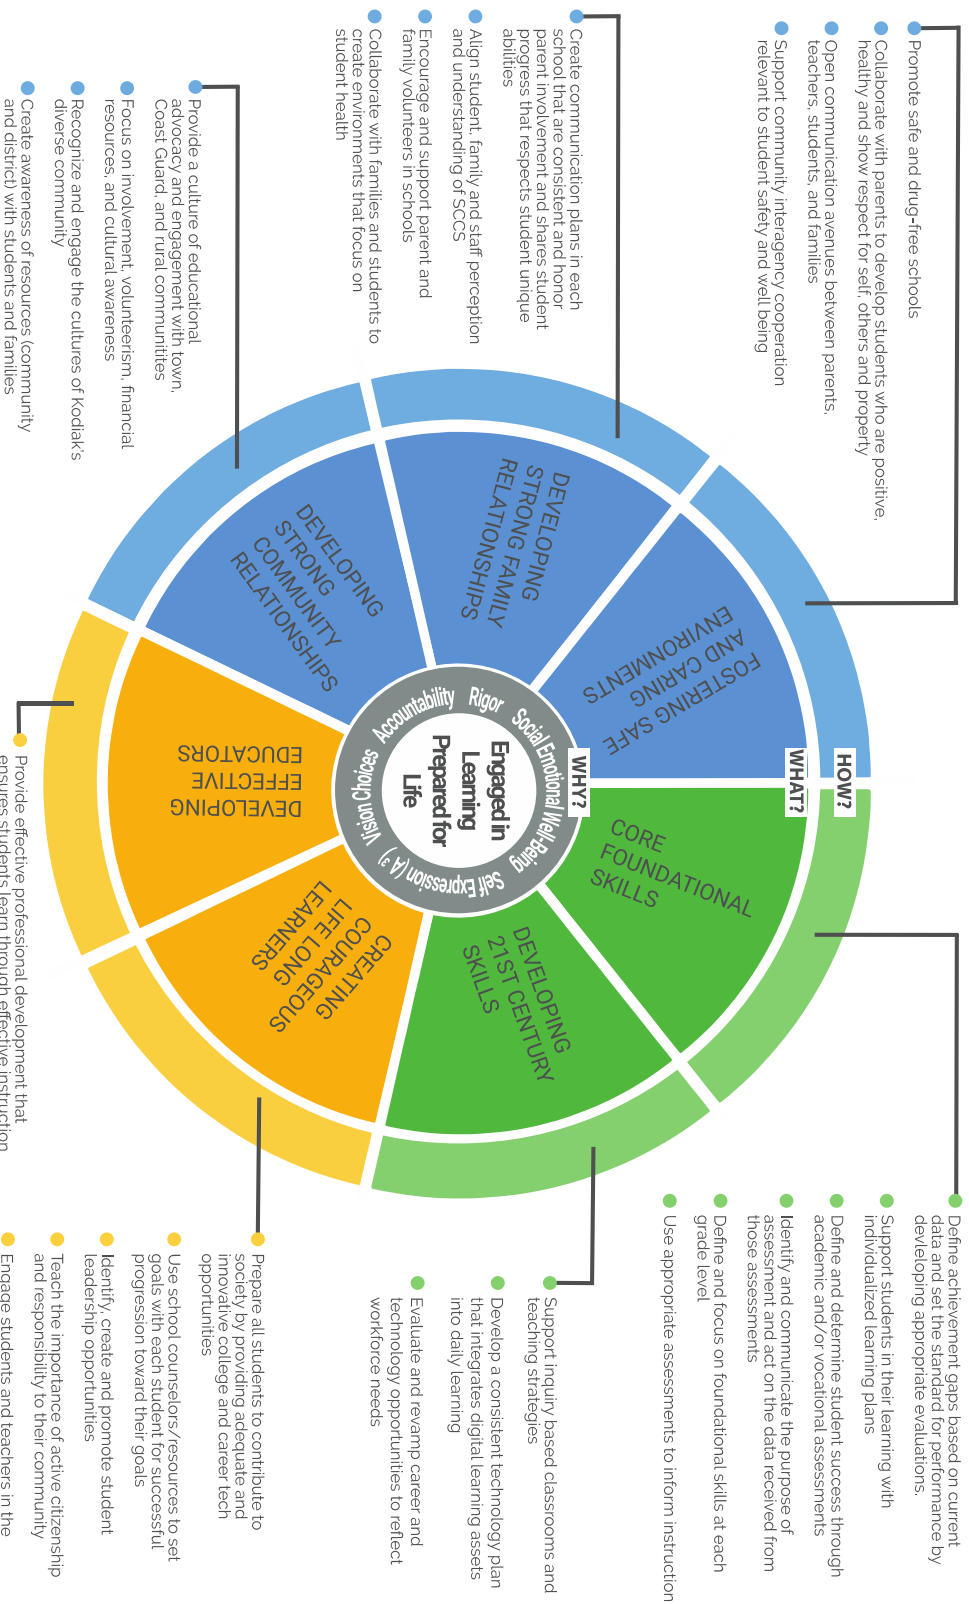 Promote safe and drug-free schools
Collaborate with parents to develop students who are positive,
healthy and show respect for self, others and property
Open communication avenues between parents,
teachers, students, and families
Support community interagency cooperation
relevant to student safety and well being
Create communication plans in each
school that are consistent and honor
parent involvement and shares student
progress that respects student unique
abilities
Align student, family and staff perception
and understanding of SCCS
Encourage and support parent and
family volunteers in schools
Collaborate with families and students to
create environments that focus on
student health
Provide a culture of educational
advocacy and engagement with town,
Coast Guard, and rural communitites
Focus on involvement, volunteerism, financial
resources, and cultural awareness
Recognize and engage the cultures of Kodiak's
diverse community
Create awareness of resources (community
and district) with students and families
HOW?
WHAT?
WHY?
FOSTERING SAFE
AND CARING
ENVIRONMENTS
DEVELOPING
STRONG FAMILY
RELATIONSHIPS
DEVELOPING
STRONG
COMMUNITY
RELATIONSHIPS
DEVELOPING
EFFECTIVE
EDUCATORS
CREATING
COURAGEOUS
LIFE LONG
LEARNERS
DEVELOPING
21ST CENTURY
SKILLS
CORE
FOUNDATIONAL
SKILLS
Vision Choices
Accountability
Rigor
Social Emotional Well-Being
Self Expression (A³)
Engaged in
Learning
Prepared for
Life
Define achievement gaps based on current
data and set the standard for performance by
devleloping appropriate evaluations.
Support students in their learning with
individualized learning plans
Define and determine student success through
academic and/or vocational assessments
Identify and communicate the purpose of
assessment and act on the data received from
those assessments
Define and focus on foundational skills at each
grade level
Use appropriate assessments to inform instruction
Support inquiry based classrooms and
teaching strategies
Develop a consistent technology plan
that integrates digital learning assets
into daily learning
Evaluate and revamp career and
technology opportunities to reflect
workforce needs
Prepare all students to contribute to
society by providing adequate and
innovative college and career tech
opportunities
Use school counselors/resources to set
goals with each student for successful
progression toward their goals
Identify, create and promote student
leadership opportunities
Teach the importance of active citizenship
and responsibility to their community
Engage students and teachers in the
Provide effective professional development that
ensures students learn through effective instruction